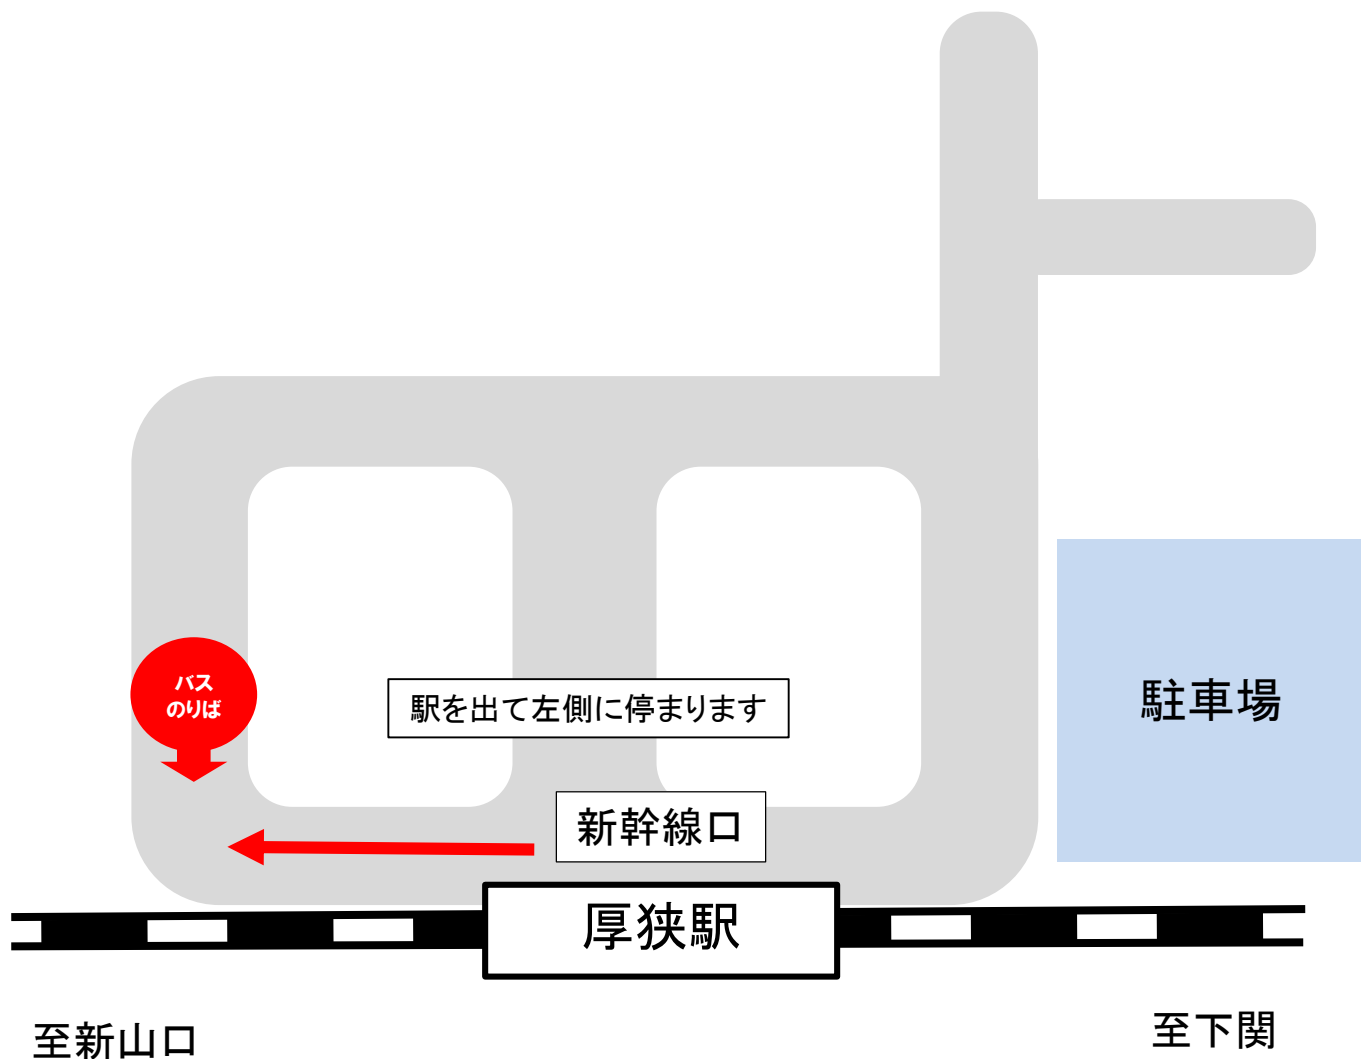 バス
のりば
駅を出て左側に停まります
駐車場
新幹線口
厚狭駅
至新山口
至下関